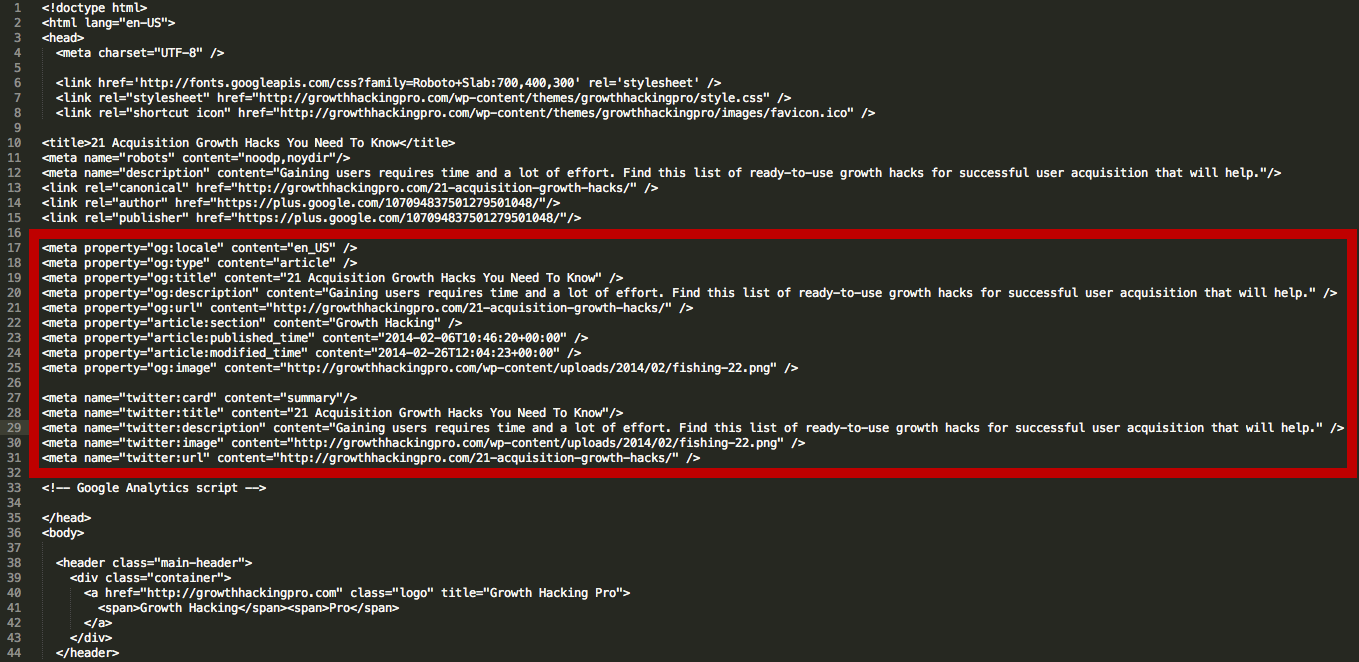 1 <!doctype html>
2 <html lang="en-US">
3 <head>
4 <meta charset="UTF-8" />
5
6 <link href='http://fonts.googleapis.com/css?family=Roboto+Slab:700,400,300' rel='stylesheet' />
7 <link rel="stylesheet" href="http://growthhackingpro.com/wp-content/themes/growthhackingpro/style.css" />
8 <link rel="shortcut icon" href="http://growthhackingpro.com/wp-content/themes/growthhackingpro/images/favicon.ico" />
9
10 <title>21 Acquisition Growth Hacks You Need To Know</title>
11 <meta name="robots" content="noodp,noydir"/>
12 <meta name="description" content="Gaining users requires time and a lot of effort. Find this list of ready-to-use growth hacks for successful user acquisition that will help."/>
13 <link rel="canonical" href="http://growthhackingpro.com/21-acquisition-growth-hacks/" />
14 <link rel="author" href="https://plus.google.com/107094837501279501048/"/>
15 <link rel="publisher" href="https://plus.google.com/107094837501279501048/"/>
16
17 <meta property="og:locale" content="en_US" />
18 <meta property="og:type" content="article" />
19 <meta property="og:title" content="21 Acquisition Growth Hacks You Need To Know" />
20 <meta property="og:description" content="Gaining users requires time and a lot of effort. Find this list of ready-to-use growth hacks for successful user acquisition that will help." />
21 <meta property="og:url" content="http://growthhackingpro.com/21-acquisition-growth-hacks/" />
22 <meta property="article:section" content="Growth Hacking" />
23 <meta property="article:published_time" content="2014-02-06T10:46:20+00:00" />
24 <meta property="article:modified_time" content="2014-02-26T12:04:23+00:00" />
25 <meta property="og:image" content="http://growthhackingpro.com/wp-content/uploads/2014/02/fishing-22.png" />
26
27 <meta name="twitter:card" content="summary"/>
28 <meta name="twitter:title" content="21 Acquisition Growth Hacks You Need To Know"/>
29 <meta name="twitter:description" content="Gaining users requires time and a lot of effort. Find this list of ready-to-use growth hacks for successful user acquisition that will help." />
30 <meta name="twitter:image" content="http://growthhackingpro.com/wp-content/uploads/2014/02/fishing-22.png" />
31 <meta name="twitter:url" content="http://growthhackingpro.com/21-acquisition-growth-hacks/" />
32
33 <!-- Google Analytics script -->
34
35 </head>
36 <body>
37
38 <header class="main-header">
39 <div class="container">
40 <a href="http://growthhackingpro.com" class="logo" title="Growth Hacking Pro">
41 <span>Growth Hacking</span><span>Pro</span>
42 </a>
43 </div>
44 </header>